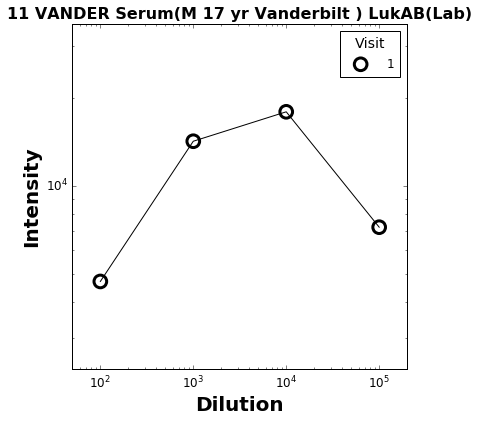 11 VANDER Serum(M 17 yr Vanderbilt ) LukAB(Lab)
Visit
1
Intensity
10^4
10^2 10^3 10^4 10^5
Dilution